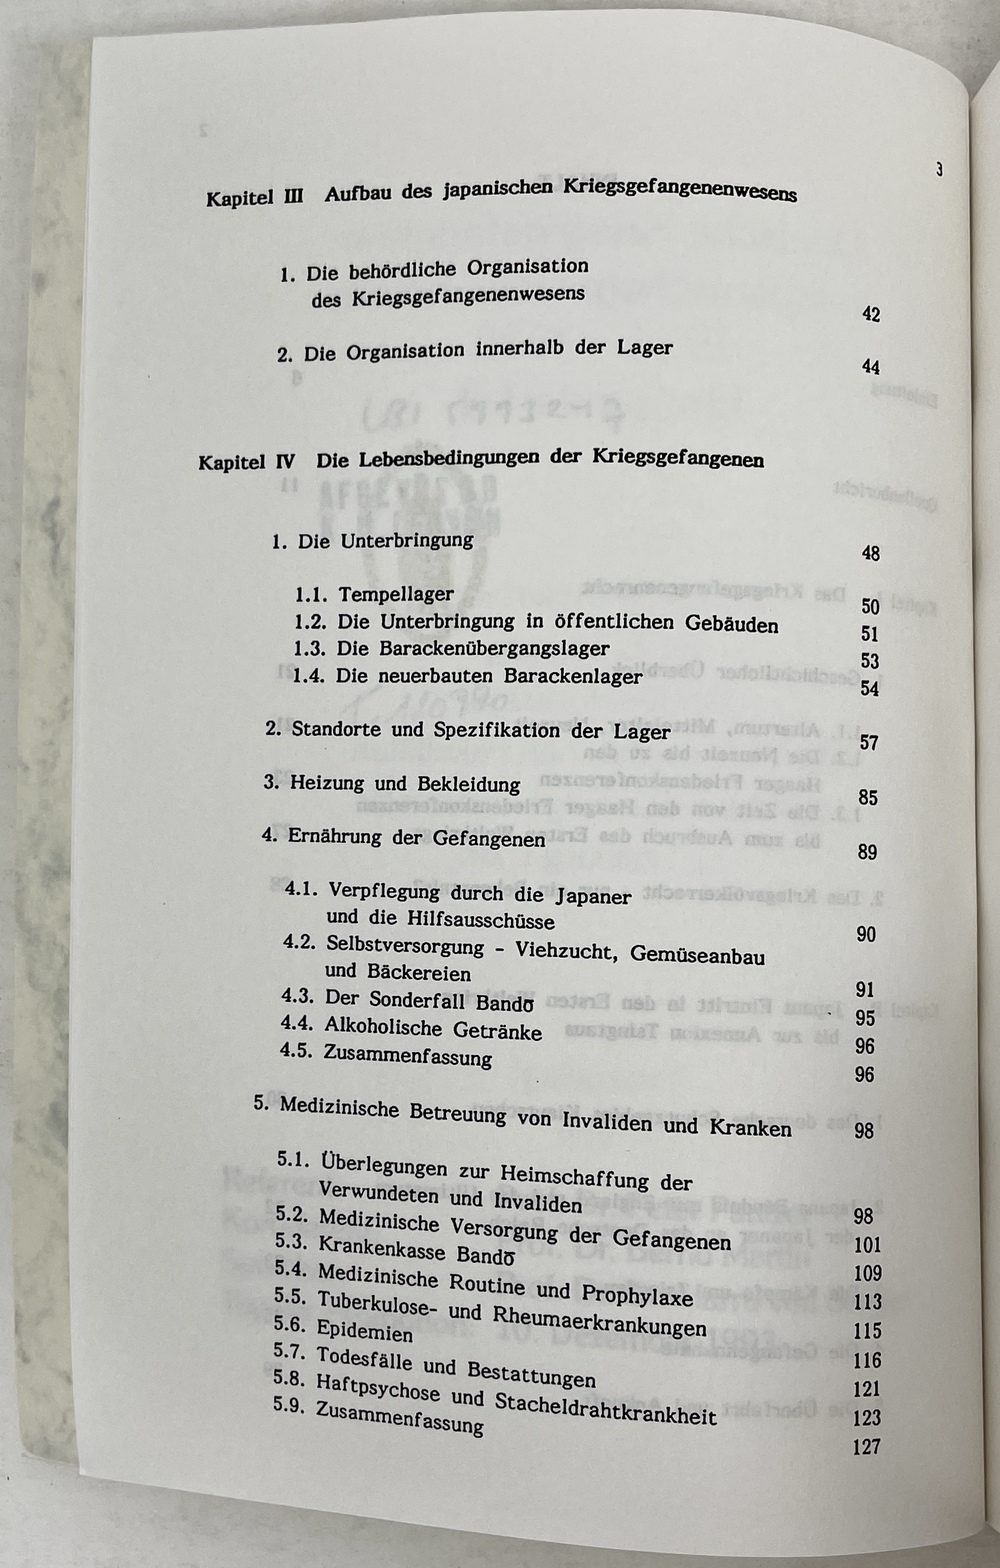 3
Kapitel III Aufbau des japanischen Kriegsgefangenenwesens
1. Die behördliche Organisation
des Kriegsgefangenenwesens 42
2. Die Organisation innerhalb der Lager 44
Kapitel IV Die Lebensbedingungen der Kriegsgefangenen
1. Die Unterbringung 48
1.1. Tempellager 50
1.2. Die Unterbringung in öffentlichen Gebäuden 51
1.3. Die Barackenübergangslager 53
1.4. Die neuerbauten Barackenlager 54
2. Standorte und Spezifikation der Lager 57
3. Heizung und Bekleidung 85
4. Ernährung der Gefangenen 89
4.1. Verpflegung durch die Japaner
und die Hilfsausschüsse 90
4.2. Selbstversorgung - Viehzucht, Gemüseanbau
und Bäckereien 91
4.3. Der Sonderfall Bandō 95
4.4. Alkoholische Getränke 96
4.5. Zusammenfassung 96
5. Medizinische Betreuung von Invaliden und Kranken 98
5.1. Überlegungen zur Heimschaffung der
Verwundeten und Invaliden 98
5.2. Medizinische Versorgung der Gefangenen 101
5.3. Krankenkasse Bandō 109
5.4. Medizinische Routine und Prophylaxe 113
5.5. Tuberkulose- und Rheumaerkrankungen 115
5.6. Epidemien 116
5.7. Todesfälle und Bestattungen 121
5.8. Haftpsychose und Stacheldrahtkrankheit 123
5.9. Zusammenfassung 127